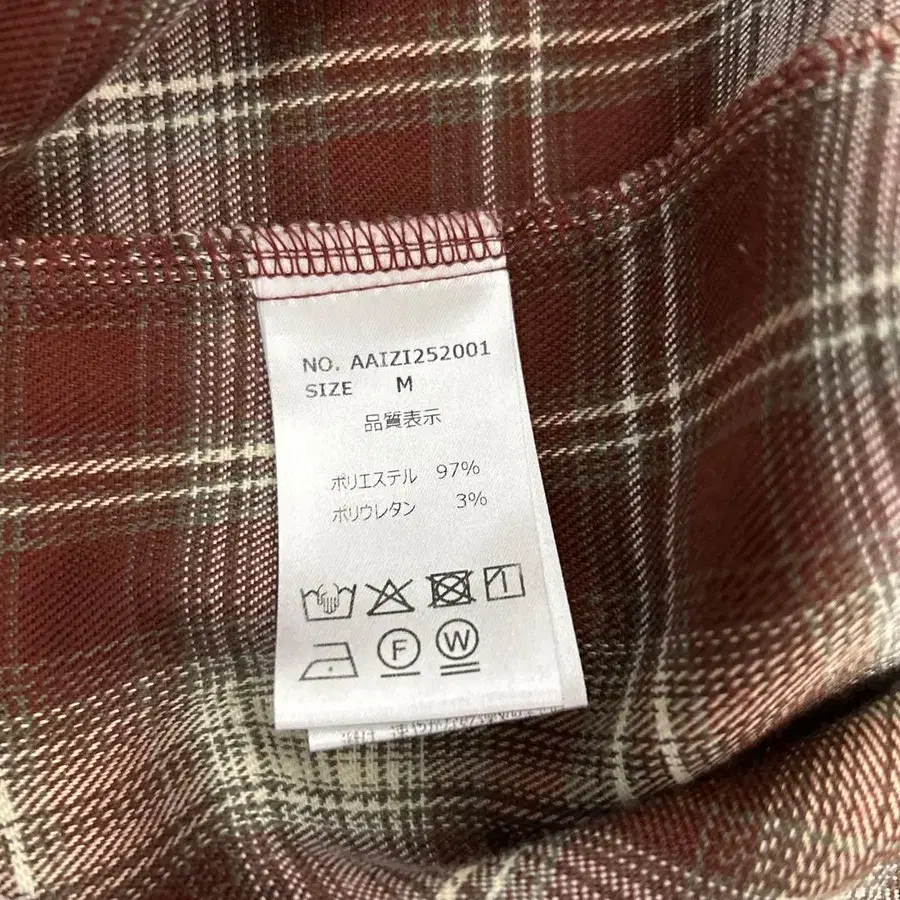 NO. AAIZI252001
SIZE M
品質表示
ポリエステル 97%
ポリウレタン 3%
F W